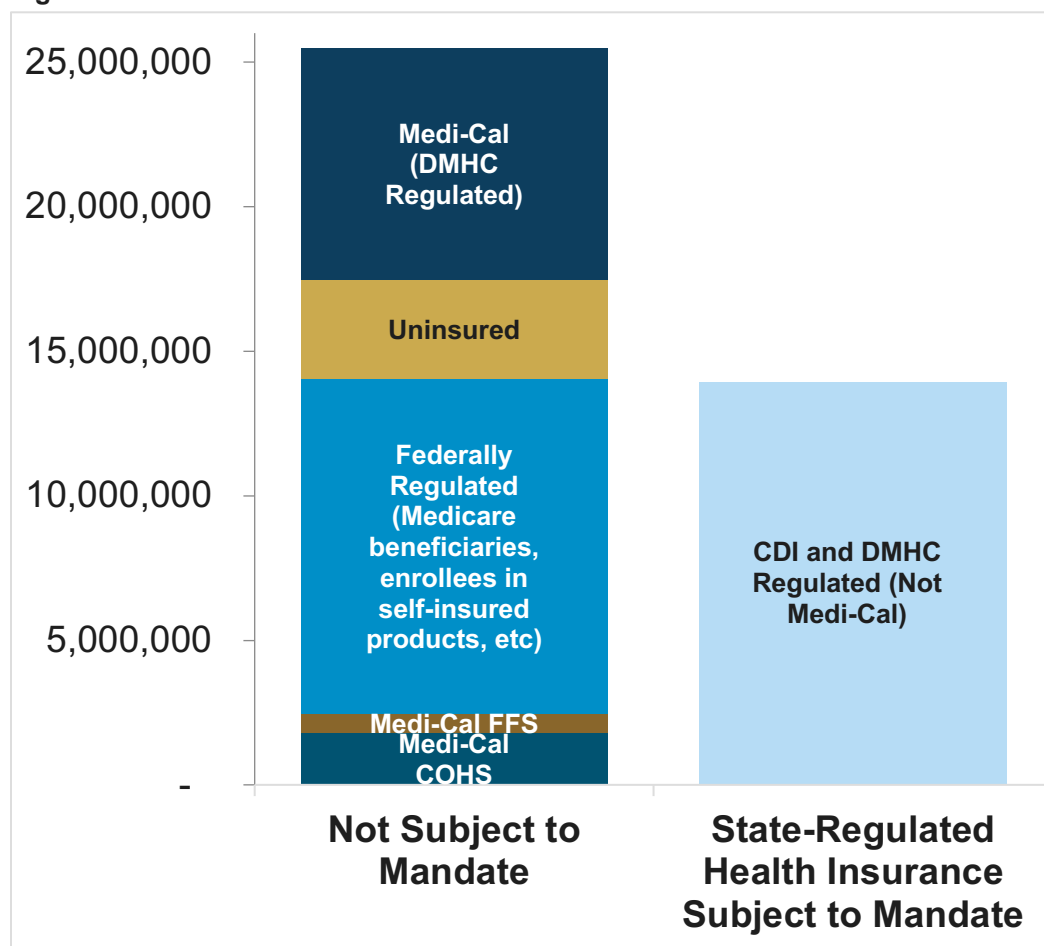 25,000,000
20,000,000
15,000,000
10,000,000
5,000,000
-
Medi-Cal
(DMHC
Regulated)
Uninsured
Federally
Regulated
(Medicare
beneficiaries,
enrollees in
self-insured
products, etc)
Medi-Cal FFS
Medi-Cal
COHS
CDI and DMHC
Regulated (Not
Medi-Cal)
Not Subject to
Mandate
State-Regulated
Health Insurance
Subject to Mandate